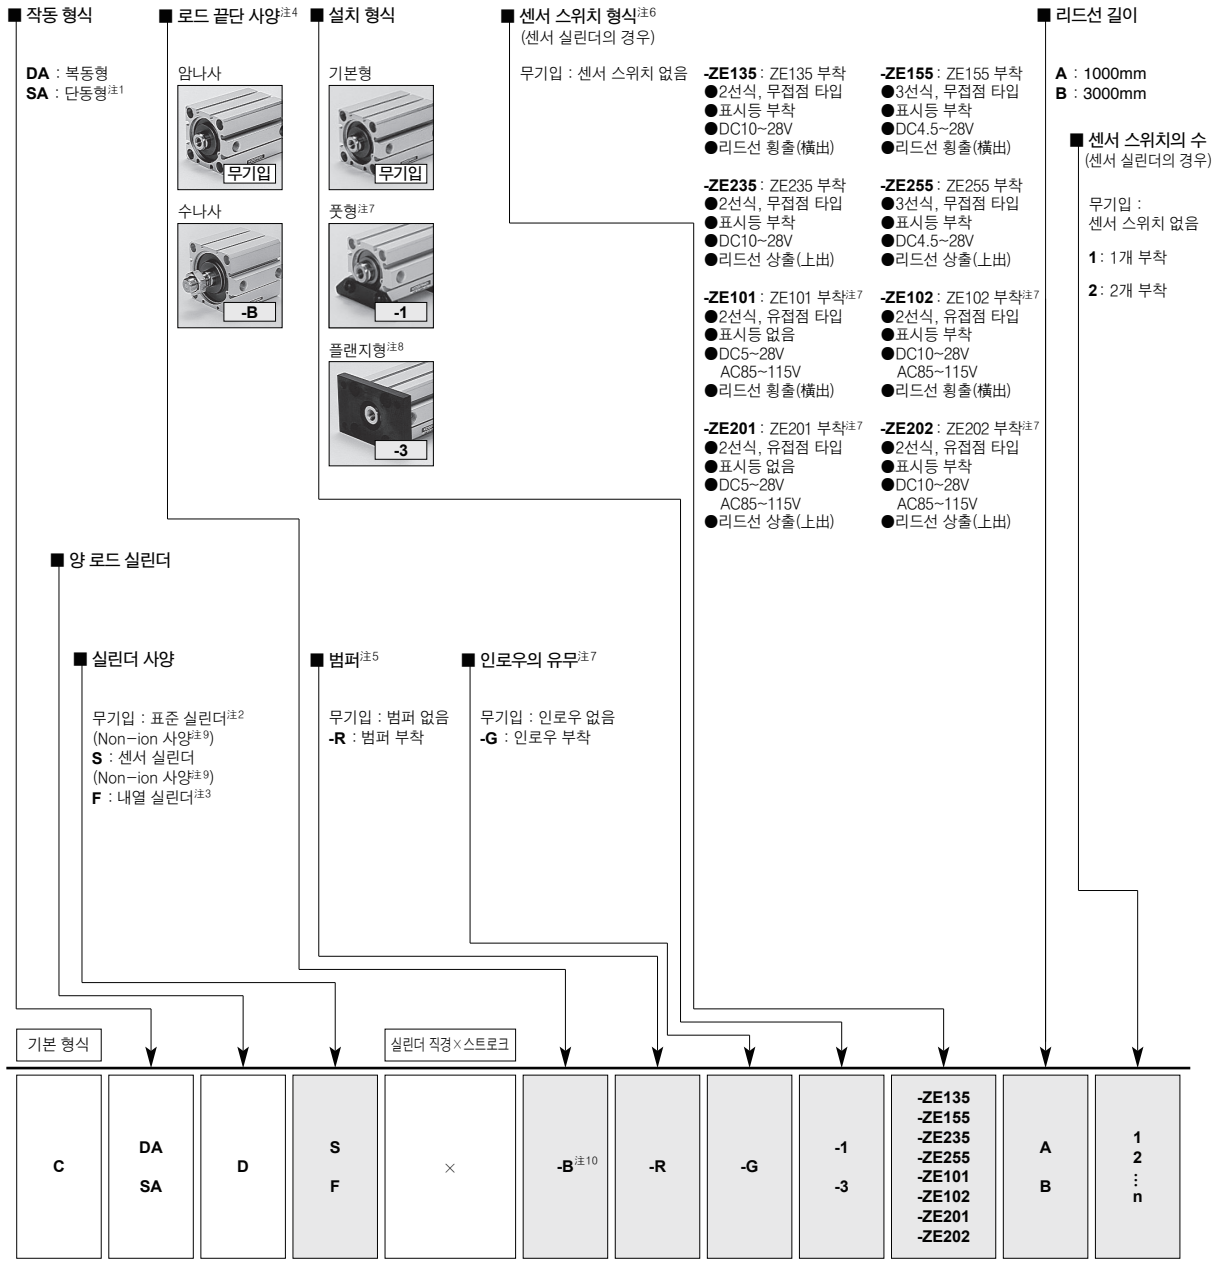 ■ 작동 형식
DA : 복동형
SA : 단동형注1
■ 로드 끝단 사양注4
암나사
무기입
수나사
-B
■ 설치 형식
기본형
무기입
풋형注7
-1
플랜지형注8
-3
■ 센서 스위치 형식注6
(센서 실린더의 경우)
무기입 : 센서 스위치 없음
-ZE135 : ZE135 부착
●2선식, 무접점 타입
●표시등 부착
●DC10~28V
●리드선 횡출(橫出)
-ZE155 : ZE155 부착
●3선식, 무접점 타입
●표시등 부착
●DC4.5~28V
●리드선 횡출(橫出)
-ZE235 : ZE235 부착
●2선식, 무접점 타입
●표시등 부착
●DC10~28V
●리드선 상출(上出)
-ZE255 : ZE255 부착
●3선식, 무접점 타입
●표시등 부착
●DC4.5~28V
●리드선 상출(上出)
-ZE101 : ZE101 부착注7
●2선식, 유접점 타입
●표시등 없음
●DC5~28V
AC85~115V
●리드선 횡출(橫出)
-ZE102 : ZE102 부착注7
●2선식, 유접점 타입
●표시등 부착
●DC10~28V
AC85~115V
●리드선 횡출(橫出)
-ZE201 : ZE201 부착注7
●2선식, 유접점 타입
●표시등 없음
●DC5~28V
AC85~115V
●리드선 상출(上出)
-ZE202 : ZE202 부착注7
●2선식, 유접점 타입
●표시등 부착
●DC10~28V
AC85~115V
●리드선 상출(上出)
■ 리드선 길이
A : 1000mm
B : 3000mm
■ 센서 스위치의 수
(센서 실린더의 경우)
무기입 :
센서 스위치 없음
1 : 1개 부착
2 : 2개 부착
■ 양 로드 실린더
■ 실린더 사양
무기입 : 표준 실린더注2
(Non-ion 사양注9)
S : 센서 실린더
(Non-ion 사양注9)
F : 내열 실린더注3
■ 범퍼注5
무기입 : 범퍼 없음
-R : 범퍼 부착
■ 인로우의 유무注7
무기입 : 인로우 없음
-G : 인로우 부착
기본 형식
실린더 직경×스트로크
C
DA
SA
D
S
F
×
-B注10
-R
-G
-1
-3
-ZE135
-ZE155
-ZE235
-ZE255
-ZE101
-ZE102
-ZE201
-ZE202
A
B
1
2
⋮
n